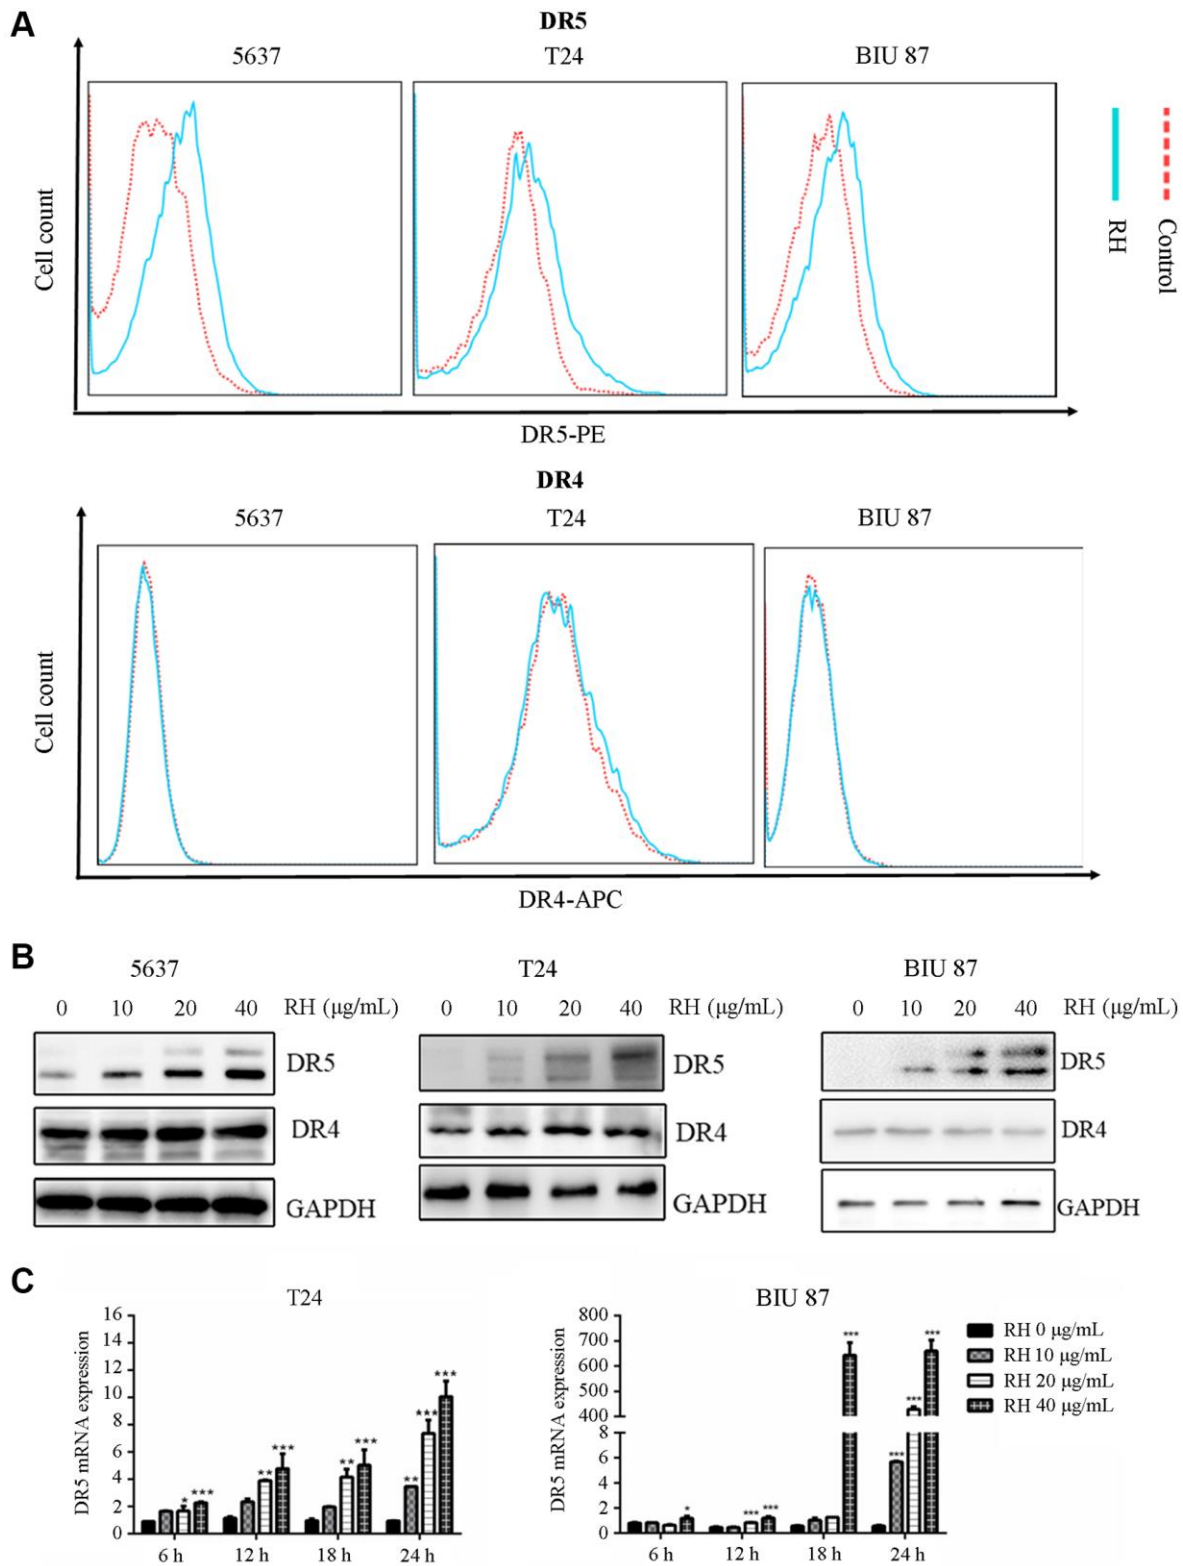 A
DR5
5637 T24 BIU 87
Cell count
DR5-PE
RH
Control
DR4
5637 T24 BIU 87
Cell count
DR4-APC
B
5637 T24 BIU 87
0 10 20 40 RH (μg/mL) 0 10 20 40 RH (μg/mL) 0 10 20 40 RH (μg/mL)
DR5 DR5 DR5
DR4 DR4 DR4
GAPDH GAPDH GAPDH
C
T24
DR5 mRNA expression
16
14
12
10
8
6
4
2
0
* *** ** *** ** *** ** *** ***
6 h 12 h 18 h 24 h
BIU 87
DR5 mRNA expression
800
700
600
500
400
8
6
4
2
0
* *** *** *** *** *** ***
6 h 12 h 18 h 24 h
RH 0 μg/mL
RH 10 μg/mL
RH 20 μg/mL
RH 40 μg/mL